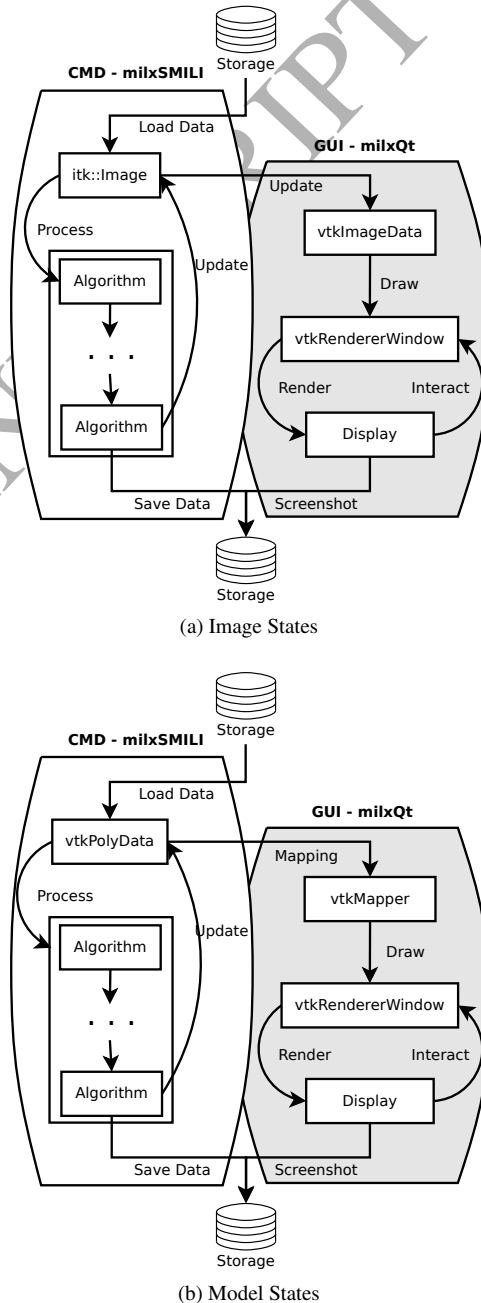 Storage
CMD - milxSMILI
Load Data
GUI - milxQt
itk::Image
Update
Process
vtkImageData
Algorithm
Update
Draw
. . .
vtkRendererWindow
Render
Interact
Algorithm
Display
Save Data
Screenshot
Storage
(a) Image States
Storage
CMD - milxSMILI
Load Data
GUI - milxQt
vtkPolyData
Mapping
Process
vtkMapper
Algorithm
Update
Draw
. . .
vtkRendererWindow
Render
Interact
Algorithm
Display
Save Data
Screenshot
Storage
(b) Model States